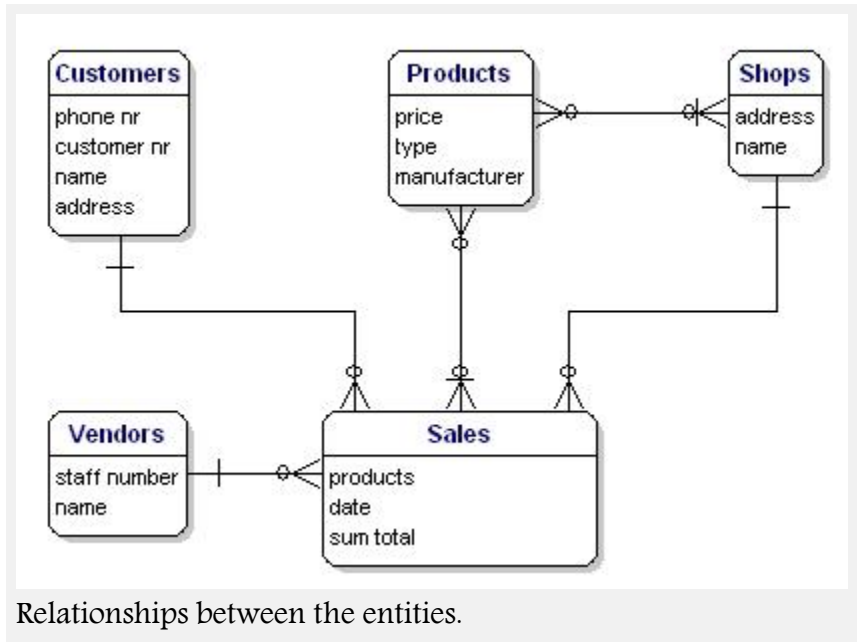 Customers
phone nr
customer nr
name
address
Products
price
type
manufacturer
Shops
address
name
Vendors
staff number
name
Sales
products
date
sum total
Relationships between the entities.